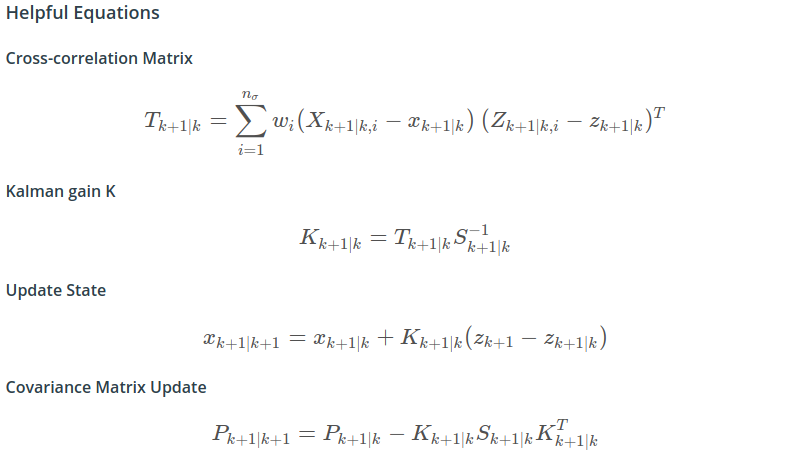 Helpful Equations
Cross-correlation Matrix
$T_{k+1|k} = \sum_{i=1}^{n_\sigma} w_i (X_{k+1|k,i} - x_{k+1|k}) (Z_{k+1|k,i} - z_{k+1|k})^T$
Kalman gain K
$K_{k+1|k} = T_{k+1|k} S_{k+1|k}^{-1}$
Update State
$x_{k+1|k+1} = x_{k+1|k} + K_{k+1|k} (z_{k+1} - z_{k+1|k})$
Covariance Matrix Update
$P_{k+1|k+1} = P_{k+1|k} - K_{k+1|k} S_{k+1|k} K_{k+1|k}^T$